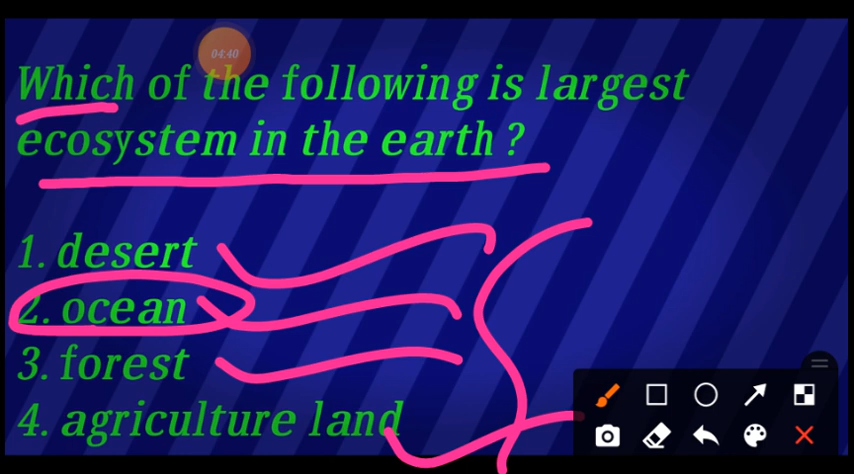 04:40
Which of the following is largest
ecosystem in the earth ?
1. desert
2. ocean
3. forest
4. agriculture land